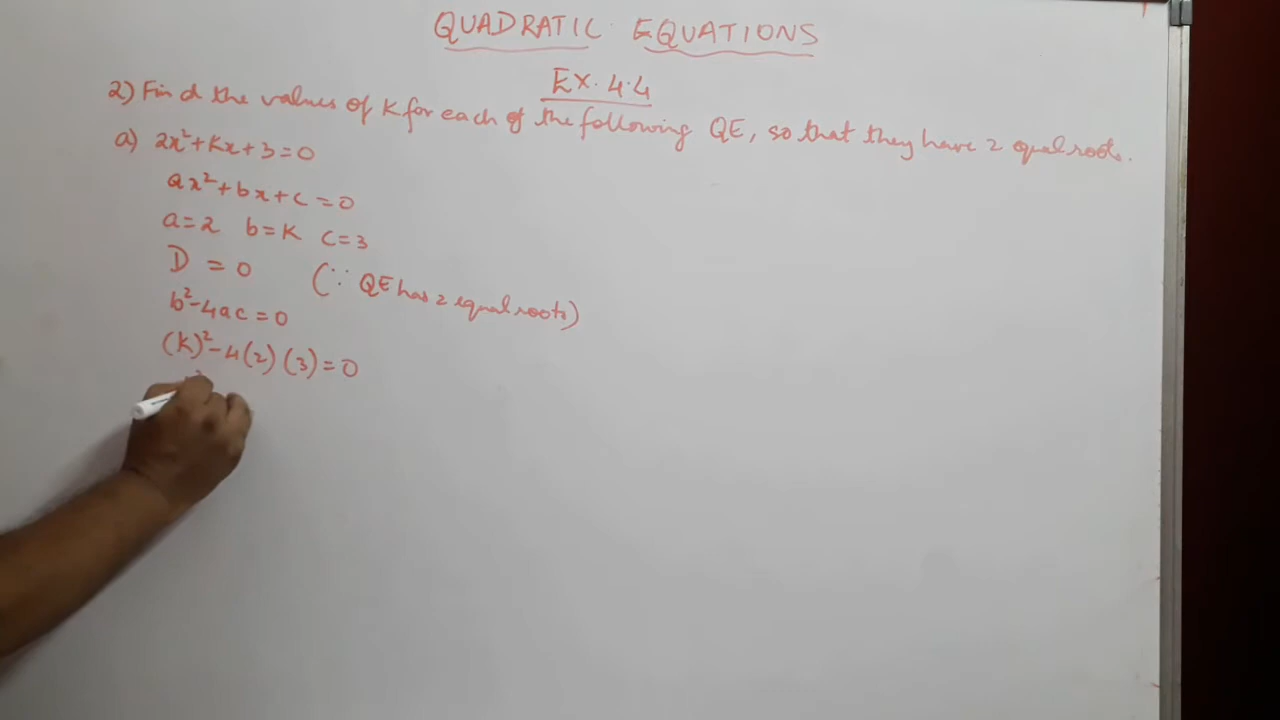 QUADRATIC EQUATIONS
EX. 4.4
2) Find the values of K for each of the following QE, so that they have 2 equal roots.
a) 2x²+Kx+3=0
ax²+bx+c=0
a=2 b=K c=3
D = 0 (∵ QE has 2 equal roots)
b²-4ac=0
(K)²-4(2)(3)=0